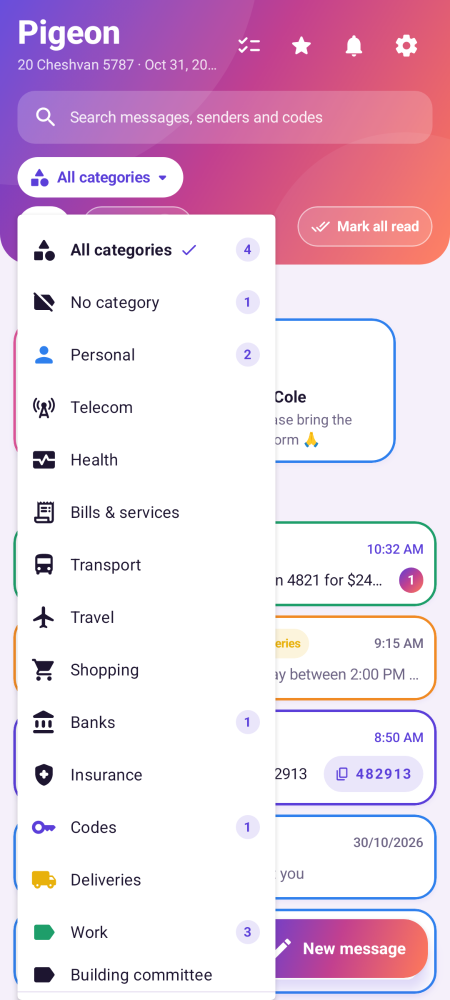 Pigeon
20 Cheshvan 5787 · Oct 31, 20...
Search messages, senders and codes
All categories
Mark all read
All categories 4
No category 1
Personal 2
Telecom
Health
Bills & services
Transport
Travel
Shopping
Banks 1
Insurance
Codes 1
Deliveries
Work 3
Building committee
Cole
ase bring the
orm 🙏
10:32 AM
n 4821 for $24... 1
eries 9:15 AM
ay between 2:00 PM ...
8:50 AM
2913 482913
30/10/2026
you
New message